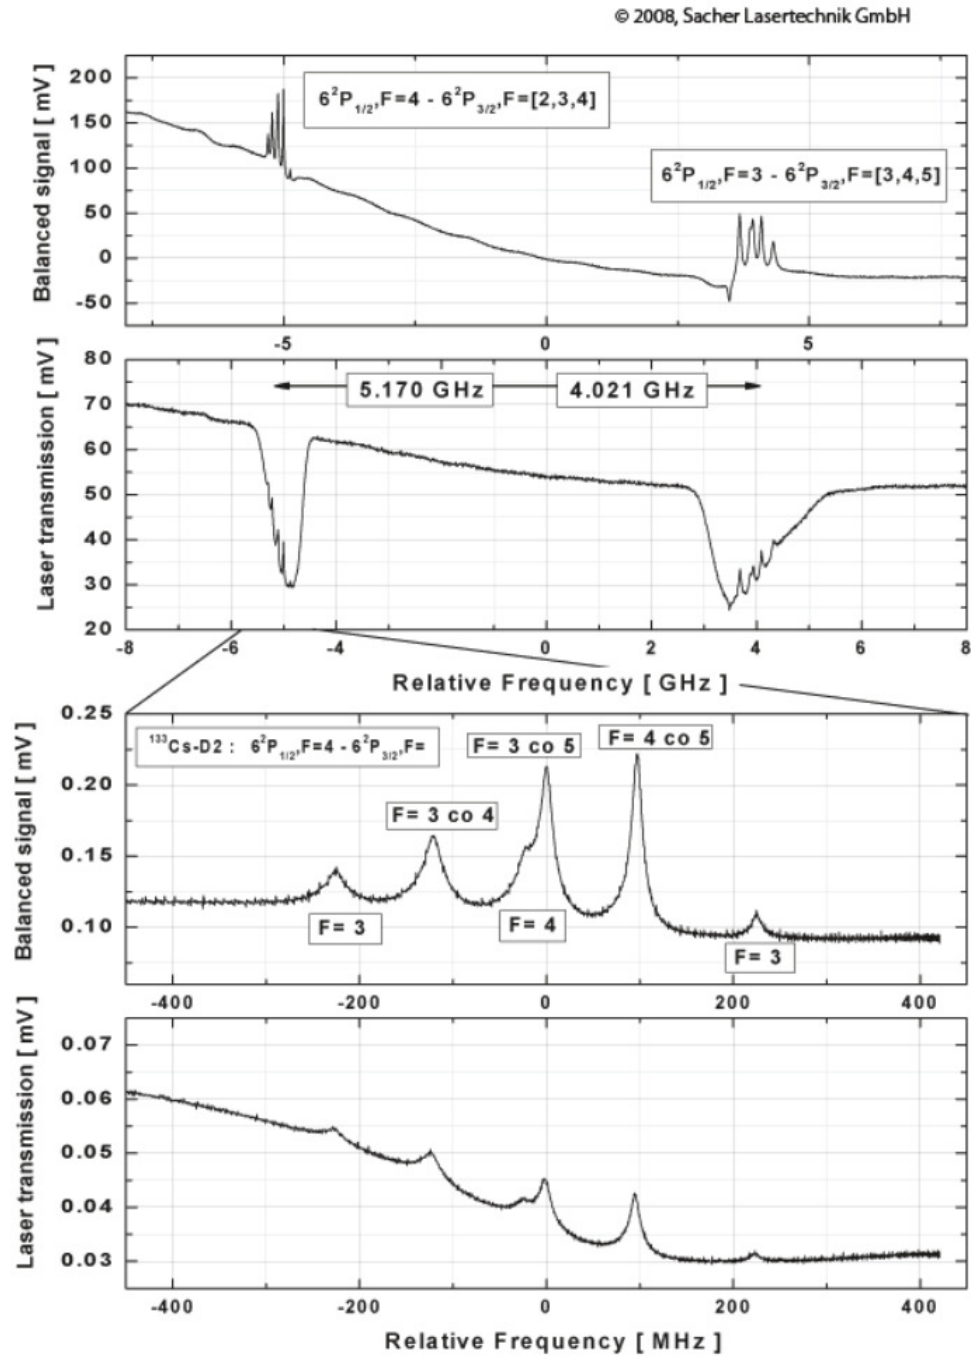 © 2008, Sacher Lasertechnik GmbH
Balanced signal [ mV]
200
150
100
50
0
-50
6²P₁/₂,F=4 - 6²P₃/₂,F=[2,3,4]
6²P₁/₂,F=3 - 6²P₃/₂,F=[3,4,5]
-5 0 5
Laser transmission [ mV ]
80
70
60
50
40
30
20
5.170 GHz 4.021 GHz
-8 -6 -4 -2 0 2 4 6 8
Relative Frequency [ GHz ]
Balanced signal [ mV]
0.25
0.20
0.15
0.10
¹³³Cs-D2 : 6²P₁/₂,F=4 - 6²P₃/₂,F=
F= 3 co 5
F= 4 co 5
F= 3 co 4
F= 3
F= 4
F= 3
-400 -200 0 200 400
Laser transmission [ mV ]
0.07
0.06
0.05
0.04
0.03
-400 -200 0 200 400
Relative Frequency [ MHz ]